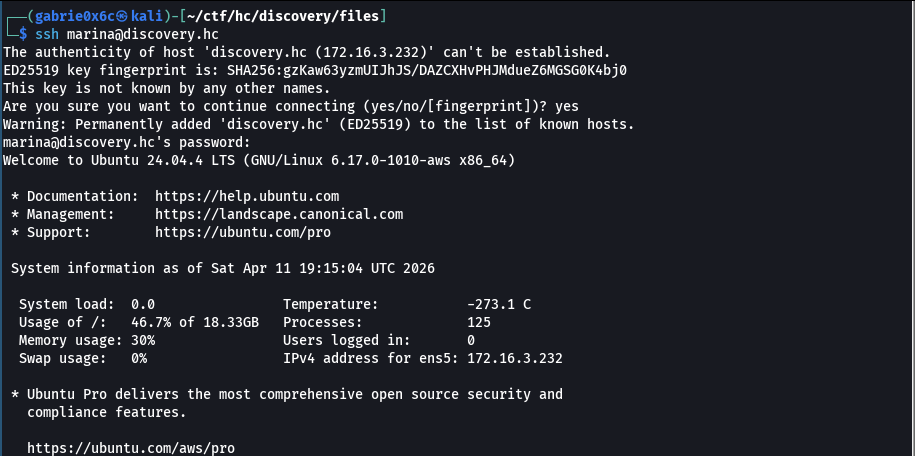 ┌──(gabrie0x6c㉿kali)-[~/ctf/hc/discovery/files]
└─$ ssh marina@discovery.hc
The authenticity of host 'discovery.hc (172.16.3.232)' can't be established.
ED25519 key fingerprint is: SHA256:gzKaw63yzmUIJhJS/DAZCXHvPHJMdueZ6MGSG0K4bj0
This key is not known by any other names.
Are you sure you want to continue connecting (yes/no/[fingerprint])? yes
Warning: Permanently added 'discovery.hc' (ED25519) to the list of known hosts.
marina@discovery.hc's password:
Welcome to Ubuntu 24.04.4 LTS (GNU/Linux 6.17.0-1010-aws x86_64)

 * Documentation:  https://help.ubuntu.com
 * Management:     https://landscape.canonical.com
 * Support:        https://ubuntu.com/pro

 System information as of Sat Apr 11 19:15:04 UTC 2026

  System load:  0.0                Temperature:           -273.1 C
  Usage of /:   46.7% of 18.33GB   Processes:             125
  Memory usage: 30%                Users logged in:       0
  Swap usage:   0%                 IPv4 address for ens5: 172.16.3.232

 * Ubuntu Pro delivers the most comprehensive open source security and
   compliance features.

   https://ubuntu.com/aws/pro